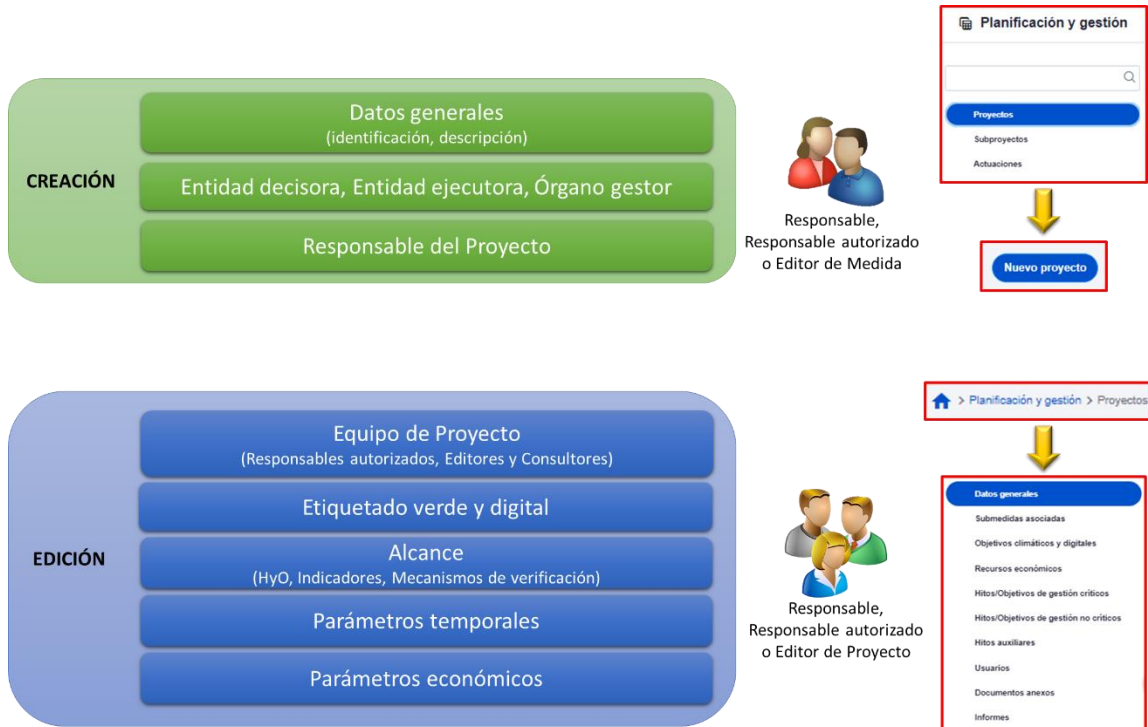 Planificación y gestión
Proyectos
Subproyectos
Actuaciones
Nuevo proyecto
CREACIÓN
Datos generales
(identificación, descripción)
Entidad decisora, Entidad ejecutora, Órgano gestor
Responsable del Proyecto
Responsable,
Responsable autorizado
o Editor de Medida
EDICIÓN
Equipo de Proyecto
(Responsables autorizados, Editores y Consultores)
Etiquetado verde y digital
Alcance
(HyO, Indicadores, Mecanismos de verificación)
Parámetros temporales
Parámetros económicos
Responsable,
Responsable autorizado
o Editor de Proyecto
> Planificación y gestión > Proyectos
Datos generales
Submedidas asociadas
Objetivos climáticos y digitales
Recursos económicos
Hitos/Objetivos de gestión críticos
Hitos/Objetivos de gestión no críticos
Hitos auxiliares
Usuarios
Documentos anexos
Informes